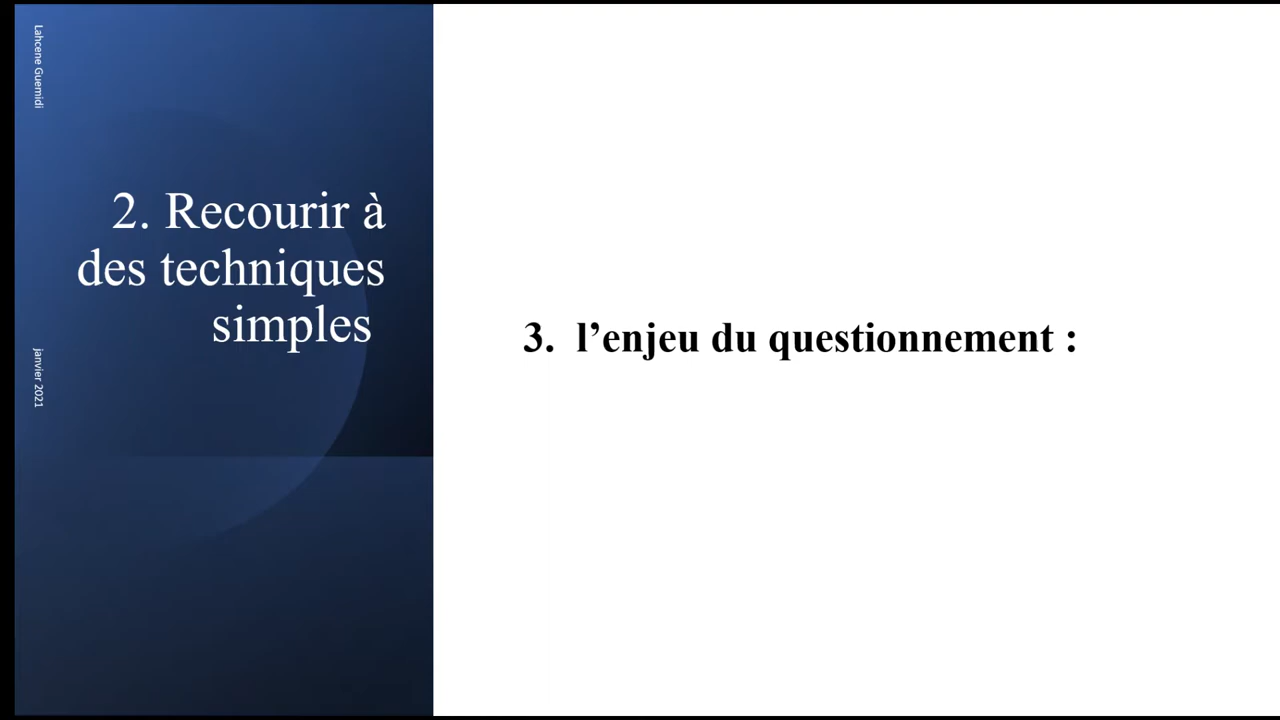 Lahcene Guemidi
2. Recourir à
des techniques
simples
janvier 2021
3. l’enjeu du questionnement :